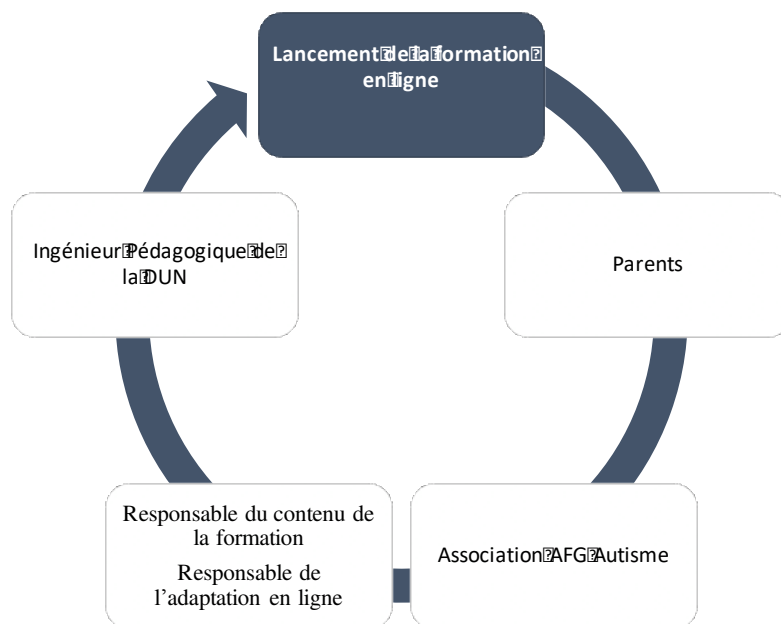 Lancement de la formation
en ligne
Parents
Association AFG Autisme
Responsable du contenu de
la formation
Responsable de
l’adaptation en ligne
Ingénieur Pédagogique de
la DUN